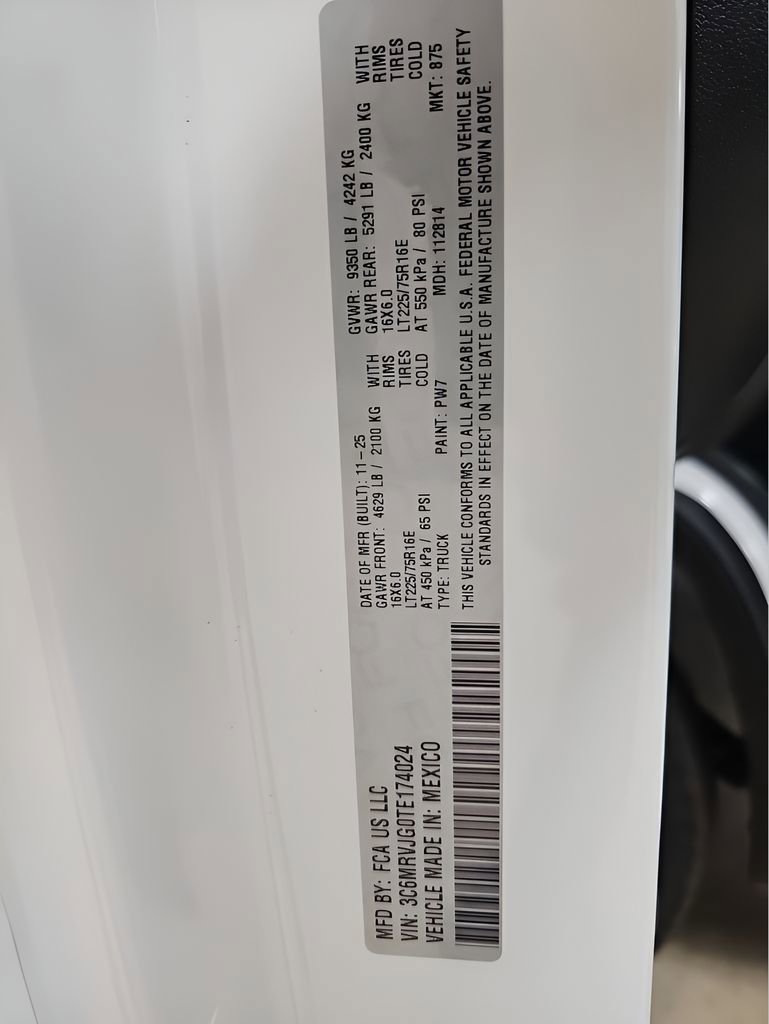 MFD BY: FCA US LLC
VIN: 3C6MRVJG0TE174024
VEHICLE MADE IN: MEXICO
DATE OF MFR (BUILT): 11-25
GAWR FRONT: 4629 LB / 2100 KG WITH
16X6.0 RIMS
LT225/75R16E TIRES
AT 450 kPa / 65 PSI COLD
TYPE: TRUCK PAINT: PW7
GVWR: 9350 LB / 4242 KG
GAWR REAR: 5291 LB / 2400 KG WITH
16X6.0 RIMS
LT225/75R16E TIRES
AT 550 kPa / 80 PSI COLD
MDH: 112814 MKT: 875
THIS VEHICLE CONFORMS TO ALL APPLICABLE U.S.A. FEDERAL MOTOR VEHICLE SAFETY
STANDARDS IN EFFECT ON THE DATE OF MANUFACTURE SHOWN ABOVE.